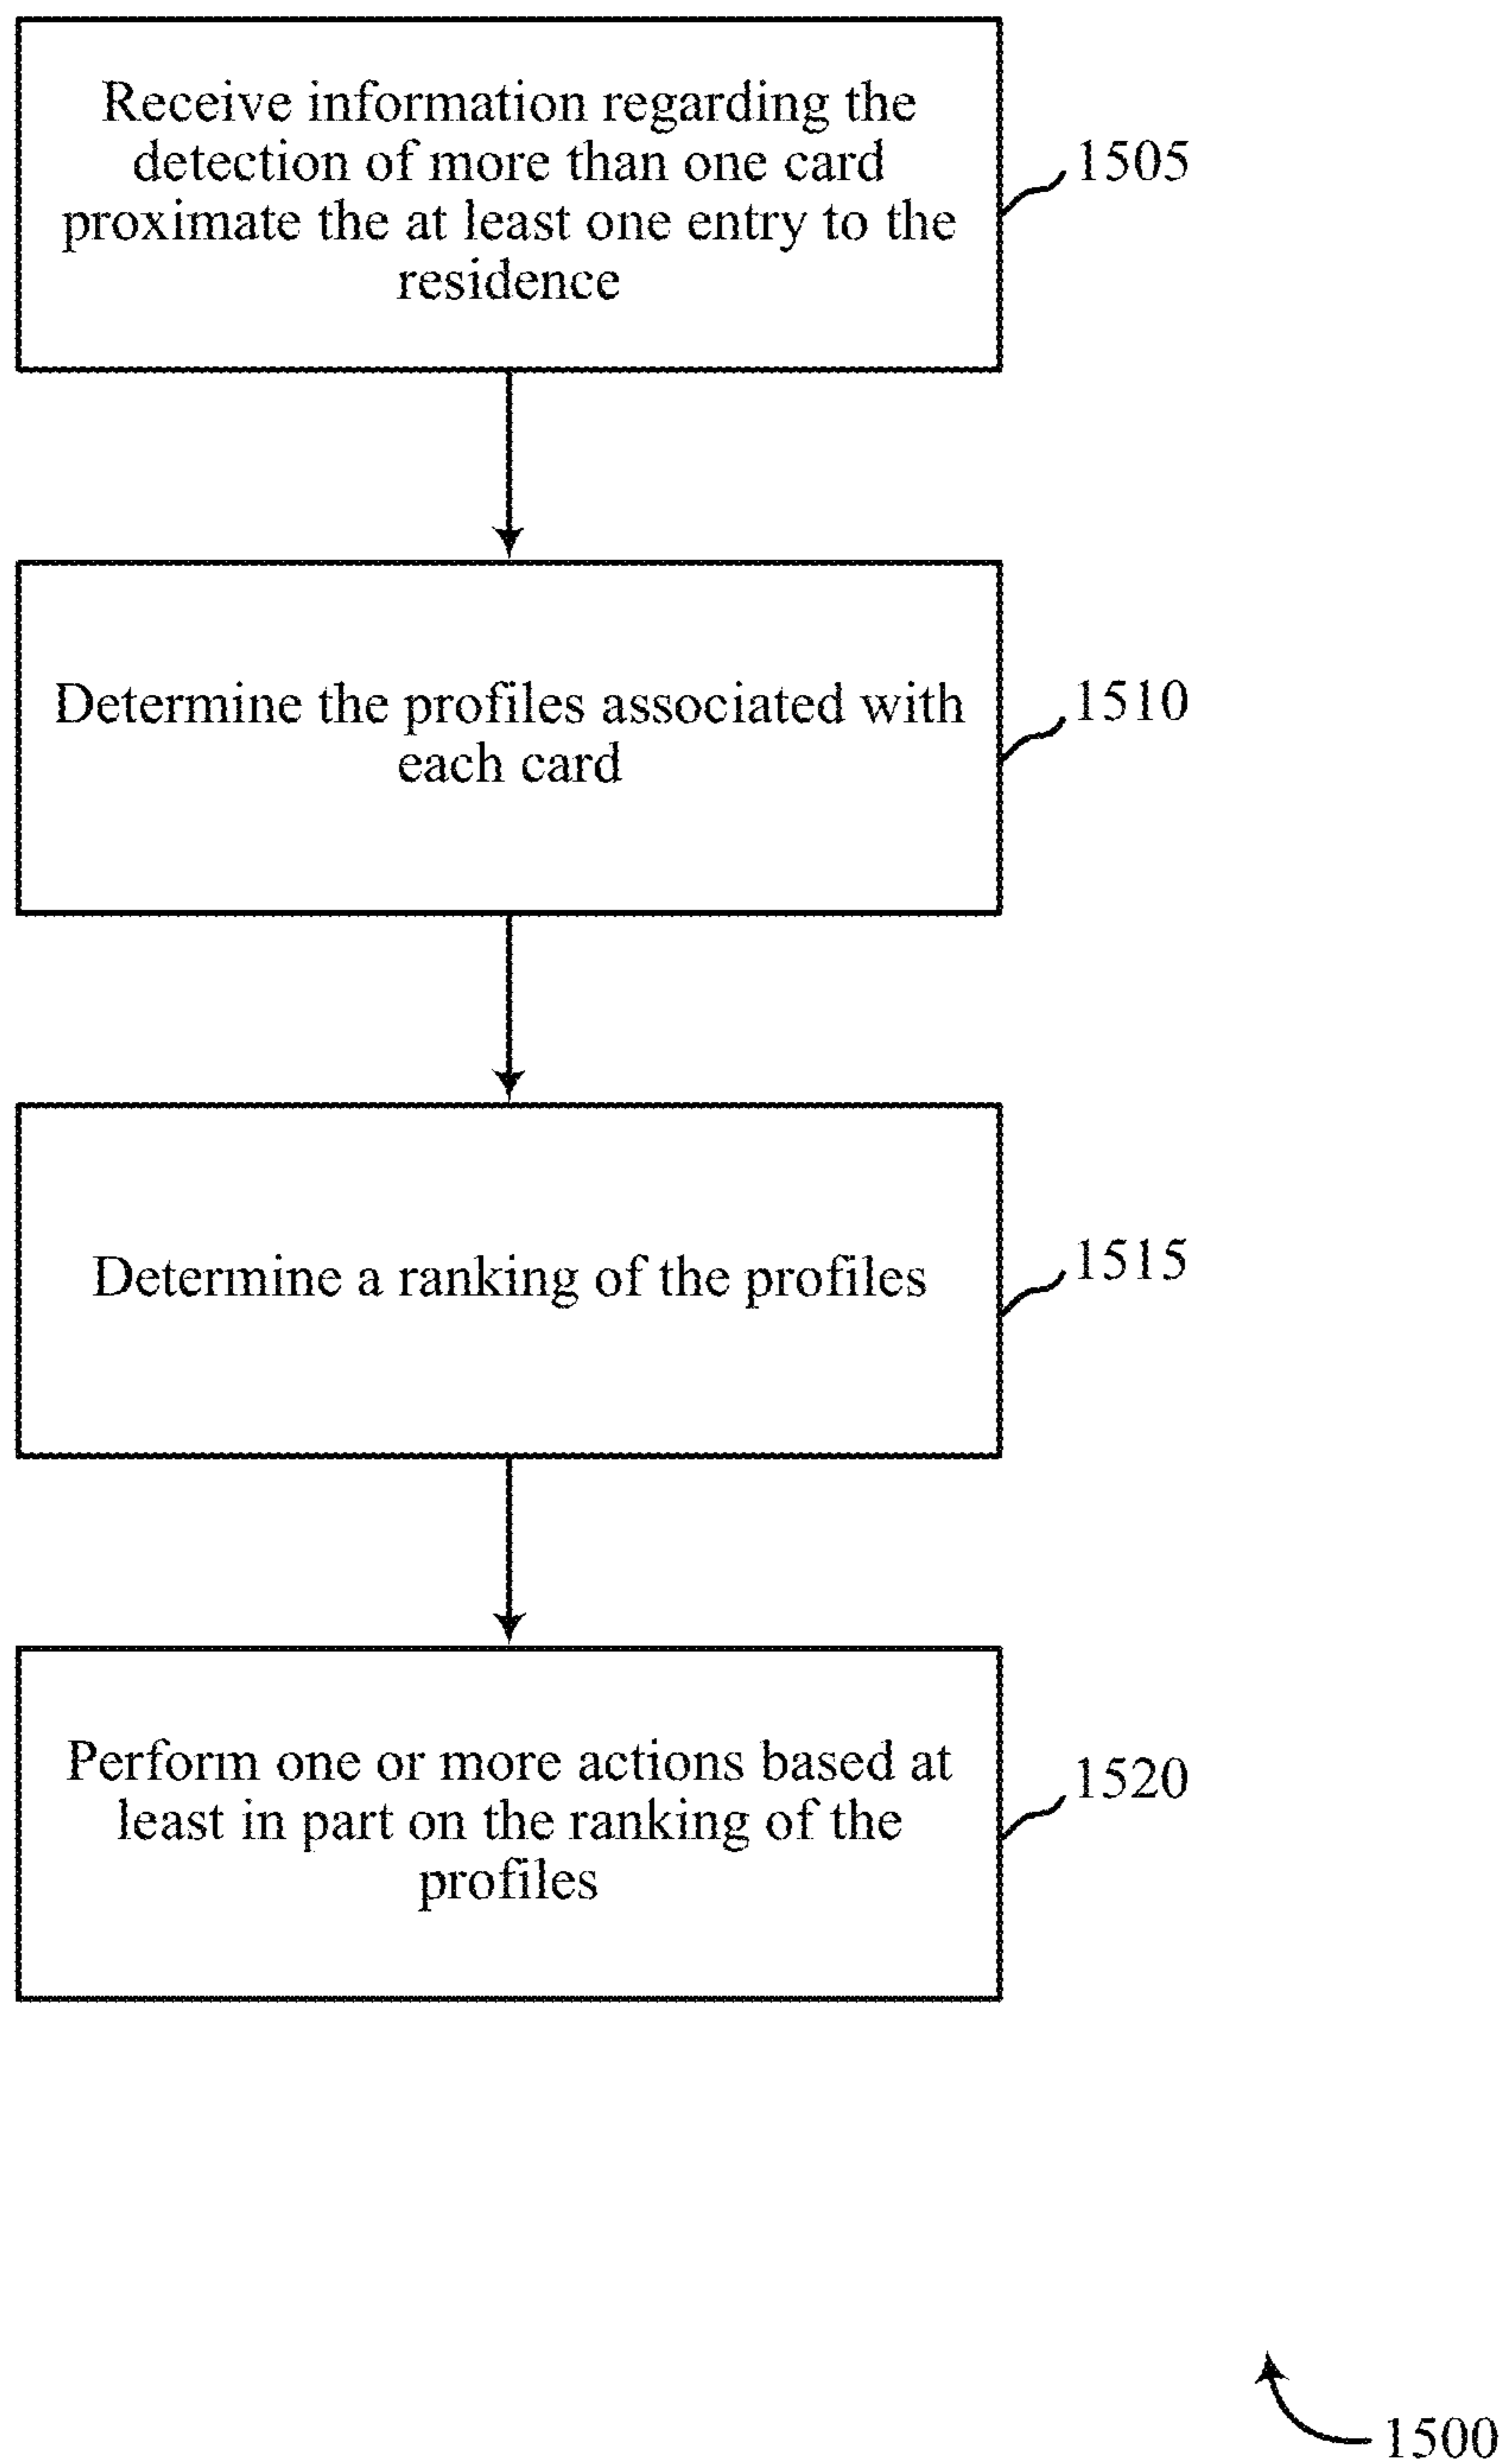 Receive information regarding the
detection of more than one card
proximate the at least one entry to the
residence
1505
Determine the profiles associated with
each card
1510
Determine a ranking of the profiles
1515
Perform one or more actions based at
least in part on the ranking of the
profiles
1520
1500